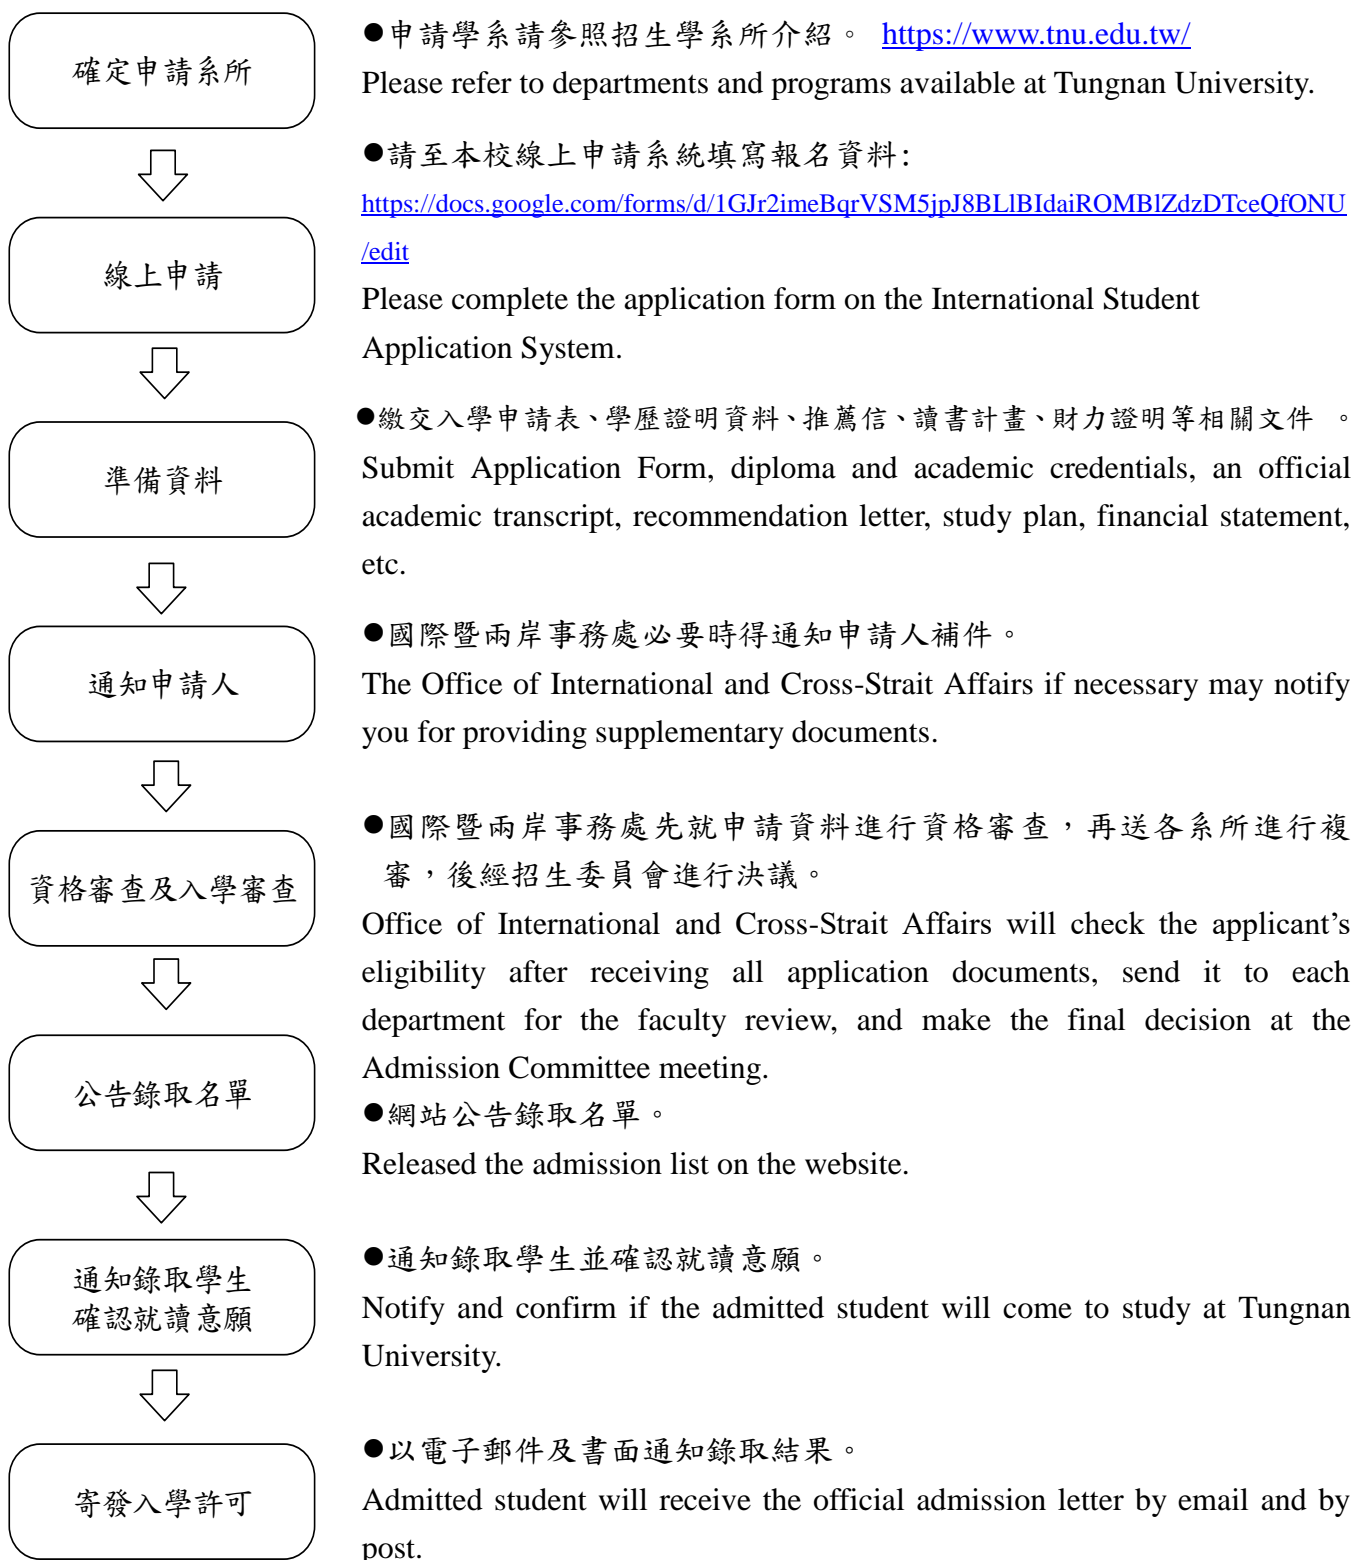 確定申請系所
●申請學系請參照招生學系所介紹。 https://www.tnu.edu.tw/
Please refer to departments and programs available at Tungnan University.
線上申請
●請至本校線上申請系統填寫報名資料:
https://docs.google.com/forms/d/1GJr2imeBqrVSM5jpJ8BLlBIdaiROMBlZdzDTceQfONU
/edit
Please complete the application form on the International Student
Application System.
準備資料
●繳交入學申請表、學歷證明資料、推薦信、讀書計畫、財力證明等相關文件 。
Submit Application Form, diploma and academic credentials, an official
academic transcript, recommendation letter, study plan, financial statement,
etc.
通知申請人
●國際暨兩岸事務處必要時得通知申請人補件。
The Office of International and Cross-Strait Affairs if necessary may notify
you for providing supplementary documents.
資格審查及入學審查
●國際暨兩岸事務處先就申請資料進行資格審查，再送各系所進行複
審，後經招生委員會進行決議。
Office of International and Cross-Strait Affairs will check the applicant’s
eligibility after receiving all application documents, send it to each
department for the faculty review, and make the final decision at the
Admission Committee meeting.
公告錄取名單
●網站公告錄取名單。
Released the admission list on the website.
通知錄取學生
確認就讀意願
●通知錄取學生並確認就讀意願。
Notify and confirm if the admitted student will come to study at Tungnan
University.
寄發入學許可
●以電子郵件及書面通知錄取結果。
Admitted student will receive the official admission letter by email and by
post.